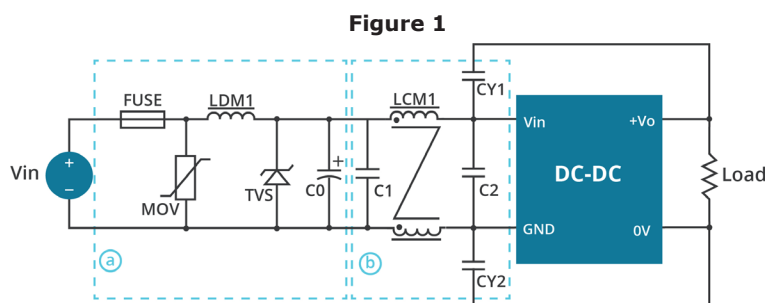 Figure 1
FUSE
LDM1
LCM1
CY1
Vin
+
−
MOV
TVS
+
C0
C1
C2
Vin
+Vo
DC-DC
GND
0V
Load
a
b
CY2